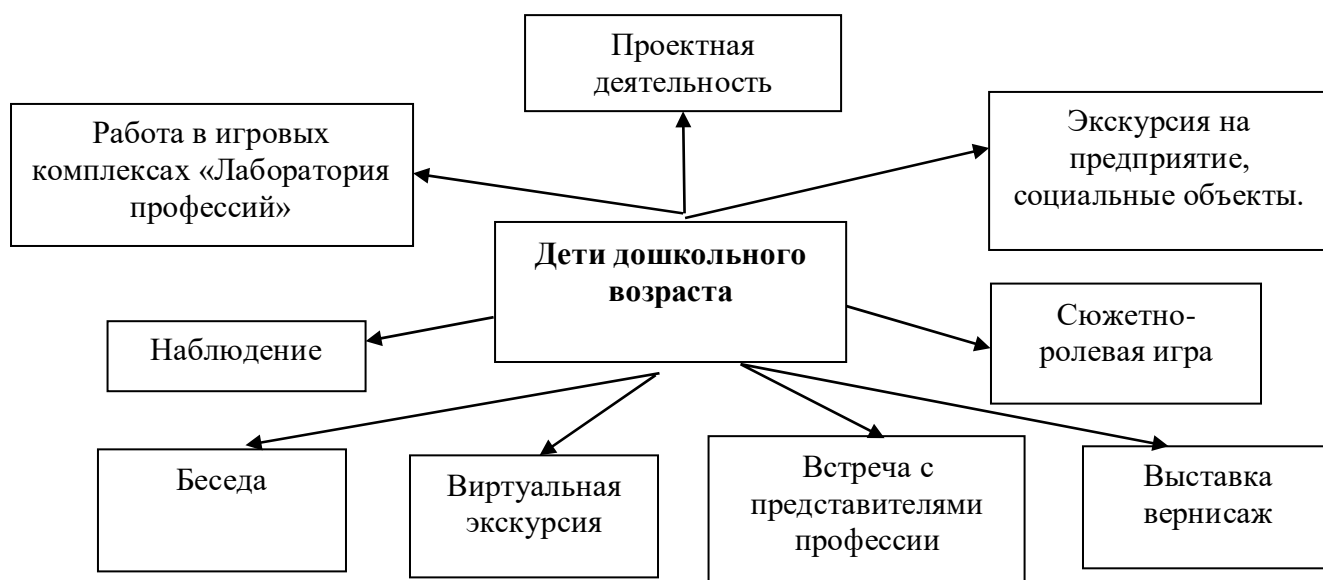 Проектная
деятельность
Работа в игровых
комплексах «Лаборатория
профессий»
Экскурсия на
предприятие,
социальные объекты.
Дети дошкольного
возраста
Наблюдение
Сюжетно-
ролевая игра
Беседа
Виртуальная
экскурсия
Встреча с
представителями
профессии
Выставка
вернисаж